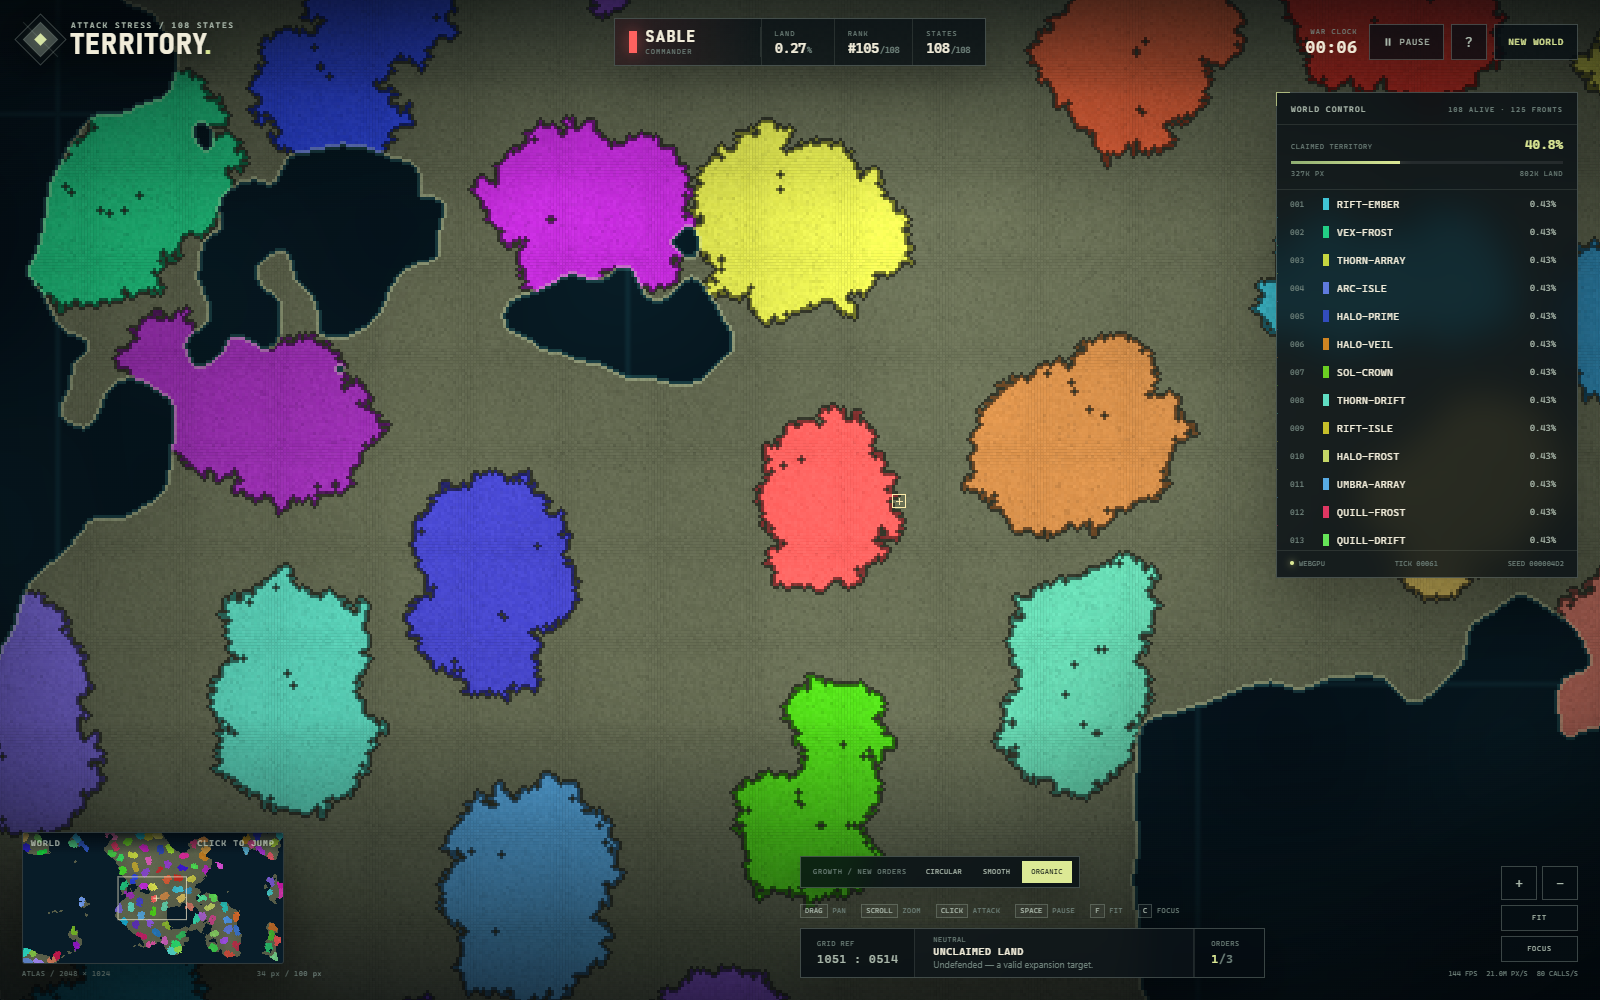 ATTACK STRESS / 108 STATES
TERRITORY.
SABLE
COMMANDER
LAND
0.27%
RANK
#105/108
STATES
108/108
WAR CLOCK
00:06
PAUSE
?
NEW WORLD
WORLD CONTROL
108 ALIVE · 125 FRONTS
CLAIMED TERRITORY
40.8%
327K PX
802K LAND
001 RIFT-EMBER 0.43%
002 VEX-FROST 0.43%
003 THORN-ARRAY 0.43%
004 ARC-ISLE 0.43%
005 HALO-PRIME 0.43%
006 HALO-VEIL 0.43%
007 SOL-CROWN 0.43%
008 THORN-DRIFT 0.43%
009 RIFT-ISLE 0.43%
010 HALO-FROST 0.43%
011 UMBRA-ARRAY 0.43%
012 QUILL-FROST 0.43%
013 QUILL-DRIFT 0.43%
WEBGPU
TICK 00061
SEED 000004D2
WORLD
CLICK TO JUMP
ATLAS / 2048 × 1024
34 px / 100 px
GROWTH / NEW ORDERS CIRCULAR SMOOTH ORGANIC
DRAG PAN SCROLL ZOOM CLICK ATTACK SPACE PAUSE F FIT C FOCUS
GRID REF
1051 : 0514
NEUTRAL
UNCLAIMED LAND
Undefended — a valid expansion target.
ORDERS
1/3
+
−
FIT
FOCUS
144 FPS 21.0M PX/S 80 CALLS/S